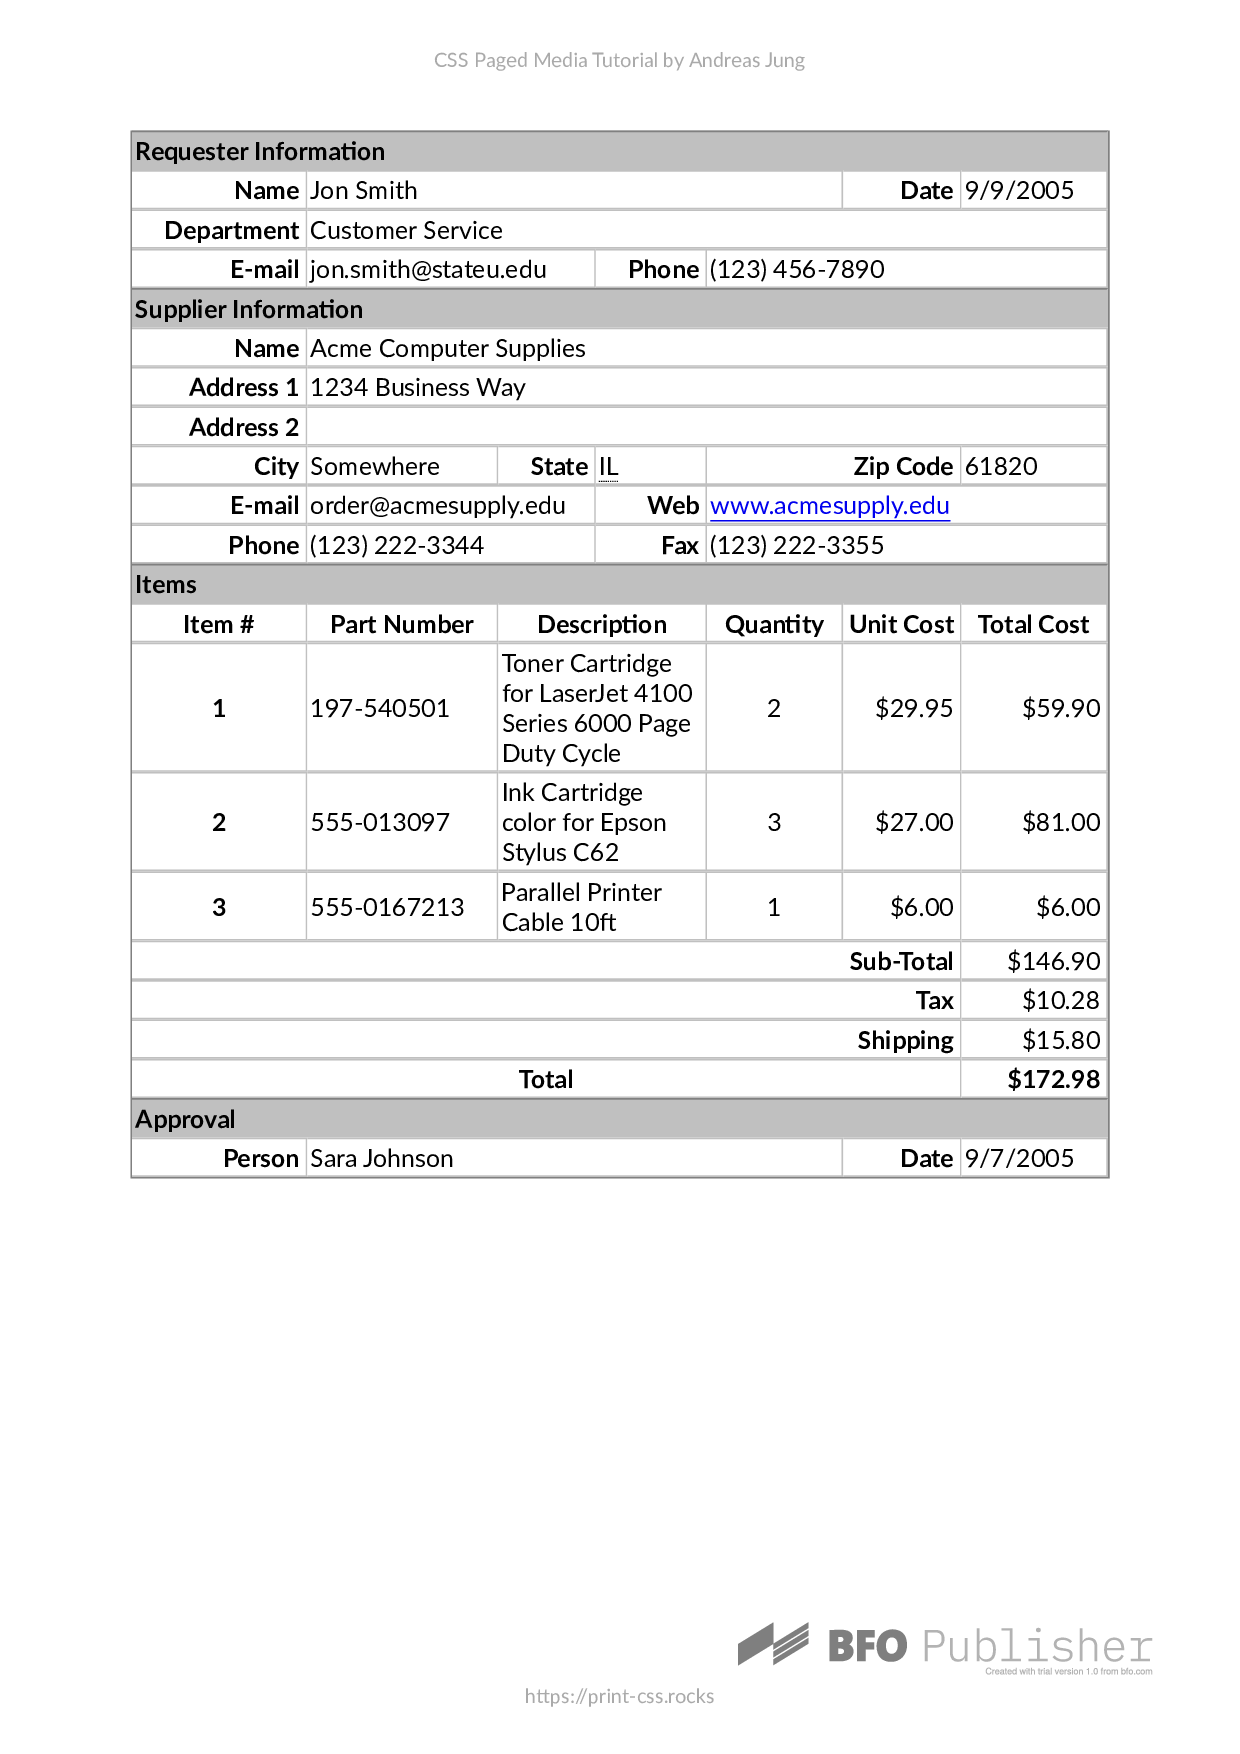 CSS Paged Media Tutorial by Andreas Jung
Requester Information
Name Jon Smith Date 9/9/2005
Department Customer Service
E-mail jon.smith@stateu.edu Phone (123) 456-7890
Supplier Information
Name Acme Computer Supplies
Address 1 1234 Business Way
Address 2
City Somewhere State IL Zip Code 61820
E-mail order@acmesupply.edu Web www.acmesupply.edu
Phone (123) 222-3344 Fax (123) 222-3355
Items
Item # Part Number Description Quantity Unit Cost Total Cost
Toner Cartridge
for LaserJet 4100
1 197-540501 2 $29.95 $59.90
Series 6000 Page
Duty Cycle
Ink Cartridge
2 555-013097 color for Epson 3 $27.00 $81.00
Stylus C62
Parallel Printer
3 555-0167213 1 $6.00 $6.00
Cable 10ft
Sub-Total $146.90
Tax $10.28
Shipping $15.80
Total $172.98
Approval
Person Sara Johnson Date 9/7/2005
BFO Publisher
Created with trial version 1.0 from bfo.com
https://print-css.rocks